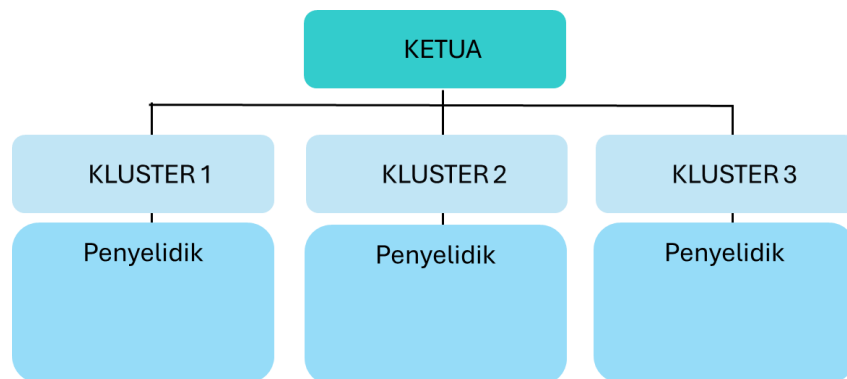 KETUA
KLUSTER 1
KLUSTER 2
KLUSTER 3
Penyelidik
Penyelidik
Penyelidik